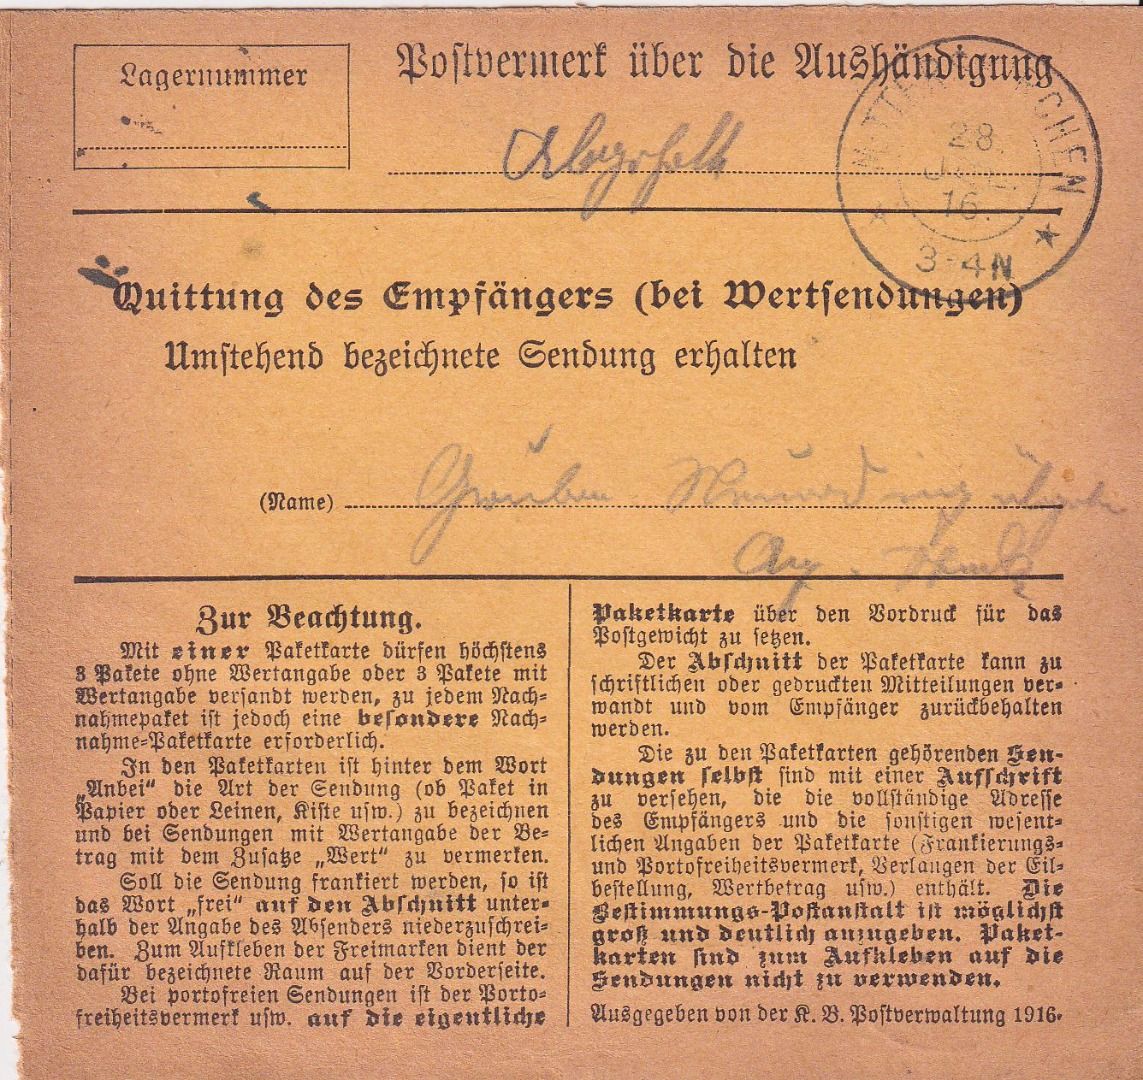 Lagernummer
Postvermerk über die Aushändigung
28.
16.
3-4N
Quittung des Empfängers (bei Wertsendungen)
Umstehend bezeichnete Sendung erhalten
(Name)
Zur Beachtung.
Mit einer Paketkarte dürfen höchstens
3 Pakete ohne Wertangabe oder 3 Pakete mit
Wertangabe versandt werden, zu jedem Nach-
nahmepaket ist jedoch eine besondere Nach-
nahme-Paketkarte erforderlich.
In den Paketkarten ist hinter dem Wort
„Anbei“ die Art der Sendung (ob Paket in
Papier oder Leinen, Kiste usw.) zu bezeichnen
und bei Sendungen mit Wertangabe der Be-
trag mit dem Zusatze „Wert“ zu vermerken.
Soll die Sendung frankiert werden, so ist
das Wort „frei“ auf den Abschnitt unter-
halb der Angabe des Absenders niederzuschrei-
ben. Zum Aufkleben der Freimarken dient der
dafür bezeichnete Raum auf der Vorderseite.
Bei portofreien Sendungen ist der Porto-
freiheitsvermerk usw. auf die eigentliche
Paketkarte über den Vordruck für das
Postgewicht zu setzen.
Der Abschnitt der Paketkarte kann zu
schriftlichen oder gedruckten Mitteilungen ver-
wandt und vom Empfänger zurückbehalten
werden.
Die zu den Paketkarten gehörenden Sen-
dungen selbst sind mit einer Aufschrift
zu versehen, die die vollständige Adresse
des Empfängers und die sonstigen wesent-
lichen Angaben der Paketkarte (Frankierungs-
und Portofreiheitsvermerk, Verlangen der Eil-
bestellung, Wertbetrag usw.) enthält. Die
Bestimmungs-Postanstalt ist möglichst
groß und deutlich anzugeben. Paket-
karten sind zum Aufkleben auf die
Sendungen nicht zu verwenden.
Ausgegeben von der K. B. Postverwaltung 1916.